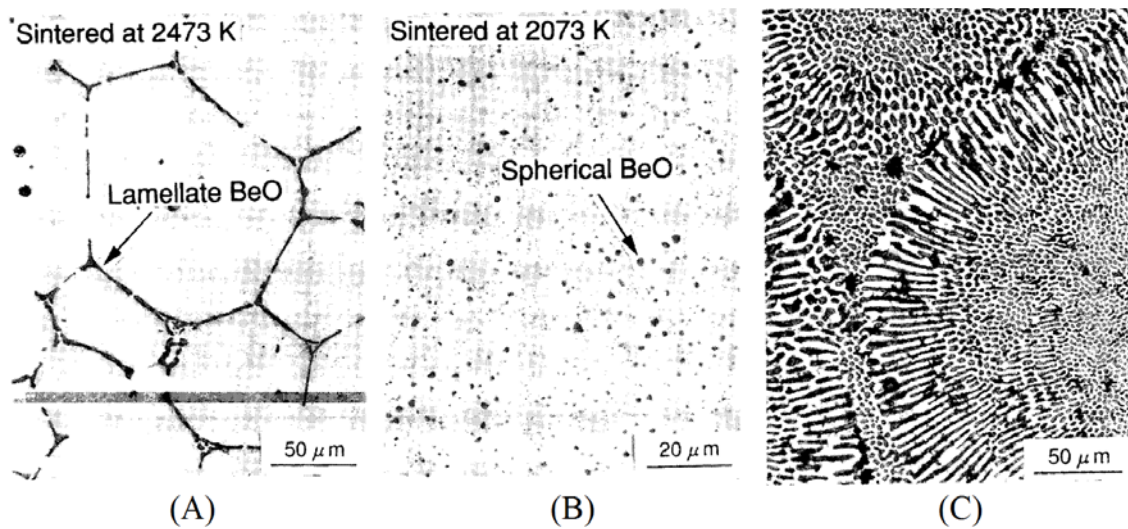 Sintered at 2473 K
Lamellate BeO
50 μm
(A)
Sintered at 2073 K
Spherical BeO
20 μm
(B)
50 μm
(C)